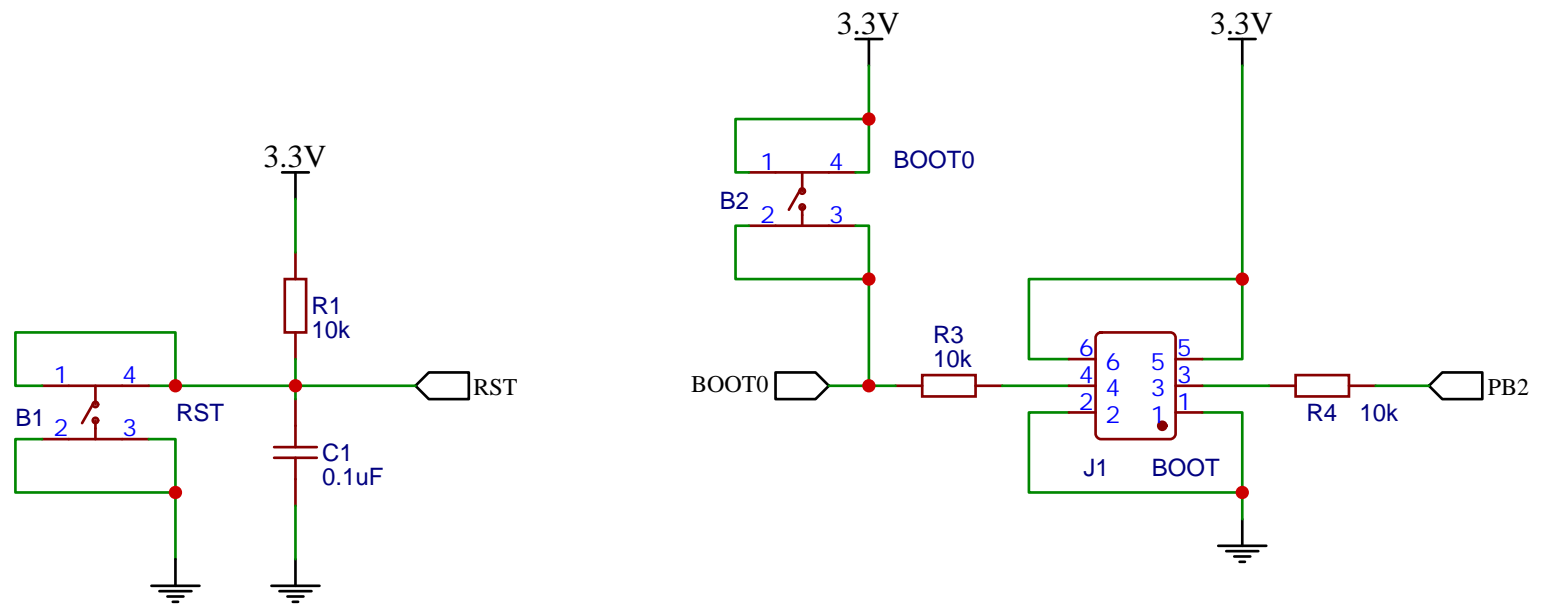 3.3V
R1
10k
1 4
B1
RST
2 3
RST
C1
0.1uF
3.3V
1 4
BOOT0
B2
2 3
BOOT0
R3
10k
3.3V
6 6 5 5
4 4 3 3
2 2 1 1
J1 BOOT
R4 10k
PB2